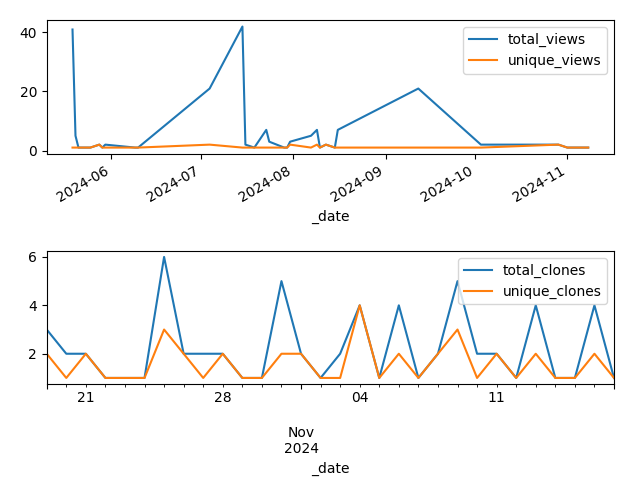 40
20
0
total_views
unique_views
2024-06
2024-07
2024-08
2024-09
2024-10
2024-11
_date
6
4
2
total_clones
unique_clones
21
28
04
11
Nov
2024
_date